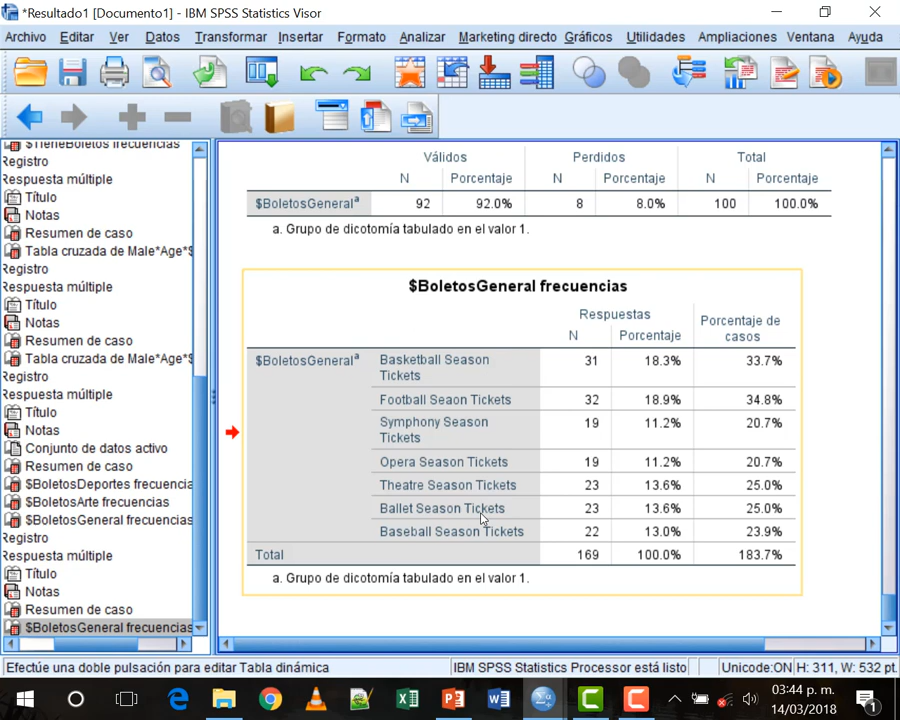 *Resultado1 [Documento1] - IBM SPSS Statistics Visor
Archivo Editar Ver Datos Transformar Insertar Formato Analizar Marketing directo Gráficos Utilidades Ampliaciones Ventana Ayuda
$TieneBoletos frecuencias
Registro
Respuesta múltiple
Título
Notas
Resumen de caso
Tabla cruzada de Male*Age*$
Registro
Respuesta múltiple
Título
Notas
Resumen de caso
Tabla cruzada de Male*Age*$
Registro
Respuesta múltiple
Título
Notas
Conjunto de datos activo
Resumen de caso
$BoletosDeportes frecuencia
$BoletosArte frecuencias
$BoletosGeneral frecuencias
Registro
Respuesta múltiple
Título
Notas
Resumen de caso
$BoletosGeneral frecuencias
Válidos Perdidos Total
N Porcentaje N Porcentaje N Porcentaje
$BoletosGeneralª 92 92.0% 8 8.0% 100 100.0%
a. Grupo de dicotomía tabulado en el valor 1.
$BoletosGeneral frecuencias
Respuestas Porcentaje de
N Porcentaje casos
$BoletosGeneralª Basketball Season 31 18.3% 33.7%
Tickets
Football Seaon Tickets 32 18.9% 34.8%
Symphony Season 19 11.2% 20.7%
Tickets
Opera Season Tickets 19 11.2% 20.7%
Theatre Season Tickets 23 13.6% 25.0%
Ballet Season Tickets 23 13.6% 25.0%
Baseball Season Tickets 22 13.0% 23.9%
Total 169 100.0% 183.7%
a. Grupo de dicotomía tabulado en el valor 1.
Efectúe una doble pulsación para editar Tabla dinámica IBM SPSS Statistics Processor está listo Unicode:ON H: 311, W: 532 pt.
03:44 p. m.
14/03/2018
1